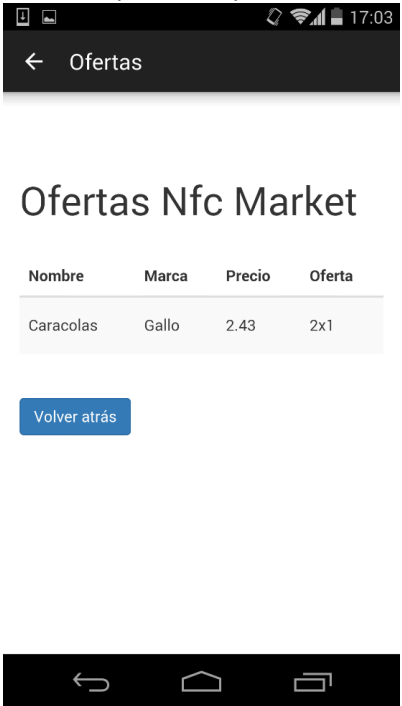 17:03
Ofertas
Ofertas Nfc Market
Nombre Marca Precio Oferta
Caracolas Gallo 2.43 2x1
Volver atrás